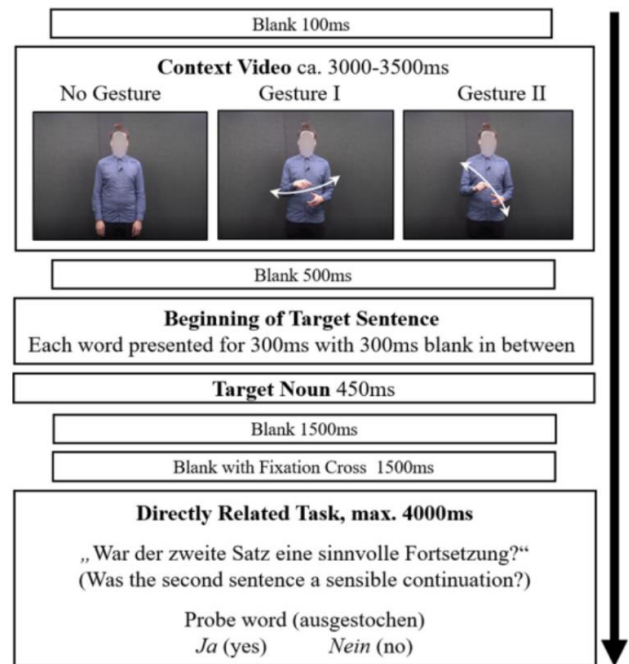 Blank 100ms
Context Video ca. 3000-3500ms
No Gesture Gesture I Gesture II
Blank 500ms
Beginning of Target Sentence
Each word presented for 300ms with 300ms blank in between
Target Noun 450ms
Blank 1500ms
Blank with Fixation Cross 1500ms
Directly Related Task, max. 4000ms
„War der zweite Satz eine sinnvolle Fortsetzung?“
(Was the second sentence a sensible continuation?)
Probe word (ausgestochen)
Ja (yes) Nein (no)